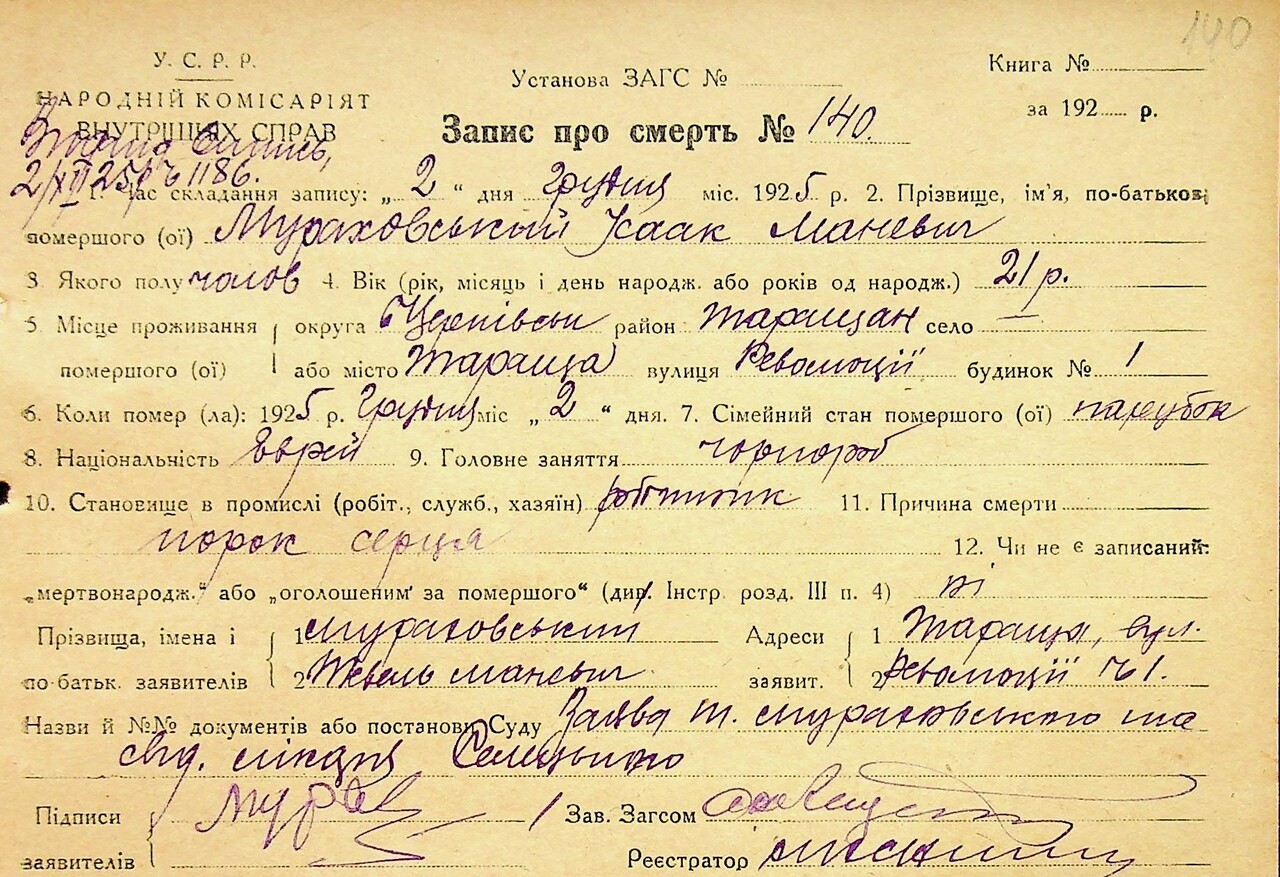 140
У. С. Р. Р.
НАРОДНІЙ КОМІСАРІЯТ
ВНУТРІШНІХ СПРАВ
Установа ЗАГС №
Книга №
за 192 р.
Запис про смерть № 140.
2/XII 25 р. Ч 1186.
1. Час складання запису: „2“ дня Грудня міс. 1925 р. 2. Прізвище, ім’я, по-батькові
помершого (ої) Мураховський Ісаак Маневич
3. Якого полу чолов 4. Вік (рік, місяць і день народж. або років од народж.) 21 р.
5. Місце проживання округа район Таращан село
помершого (ої) або місто Тараща вулиця Революції будинок № 1
6. Коли помер (ла): 1925 р. Грудня міс „2“ дня. 7. Сімейний стан помершого (ої) парубок
8. Національність Еврей 9. Головне заняття чорнороб
10. Становище в промислі (робіт., служб., хазяїн) робітник 11. Причина смерти
порок серця 12. Чи не є записаний:
„мертвонародж.“ або „оголошеним“ за помершого“ (див. Інстр. розд. III п. 4) ні
Прізвища, імена і 1 Мураховський Адреси 1 Тараща, вул.
по-батьк. заявителів 2 Маневич заявит. 2 Революції Ч 1.
Назви й №№ документів або постанови Суду Заява т. Мураховського та
свід. лікаря
Підписи Зав. Загсом
заявителів Реєстратор